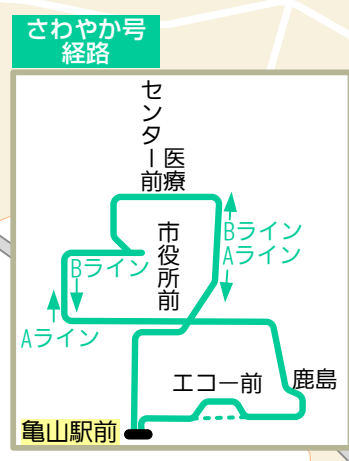 さわやか号
経路
医療
センター前
市役所前
Bライン
Aライン
Bライン
Aライン
エコー前
鹿島
亀山駅前